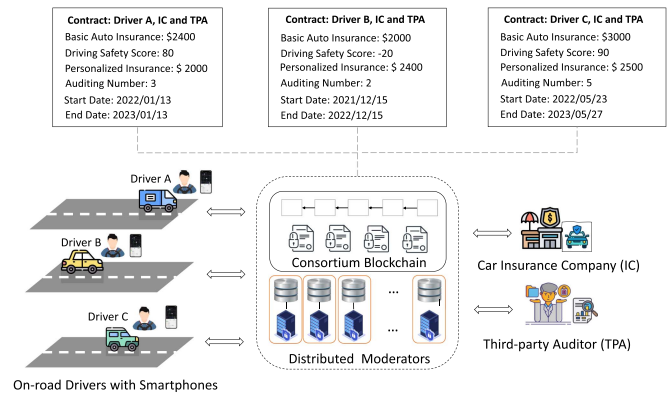 Contract: Driver A, IC and TPA
Basic Auto Insurance: $2400
Driving Safety Score: 80
Personalized Insurance: $ 2000
Auditing Number: 3
Start Date: 2022/01/13
End Date: 2023/01/13
Contract: Driver B, IC and TPA
Basic Auto Insurance: $2000
Driving Safety Score: -20
Personalized Insurance: $ 2400
Auditing Number: 2
Start Date: 2021/12/15
End Date: 2022/12/15
Contract: Driver C, IC and TPA
Basic Auto Insurance: $3000
Driving Safety Score: 90
Personalized Insurance: $ 2500
Auditing Number: 5
Start Date: 2022/05/23
End Date: 2023/05/27
Driver A
Driver B
Driver C
On-road Drivers with Smartphones
Consortium Blockchain
...
...
Distributed Moderators
Car Insurance Company (IC)
Third-party Auditor (TPA)